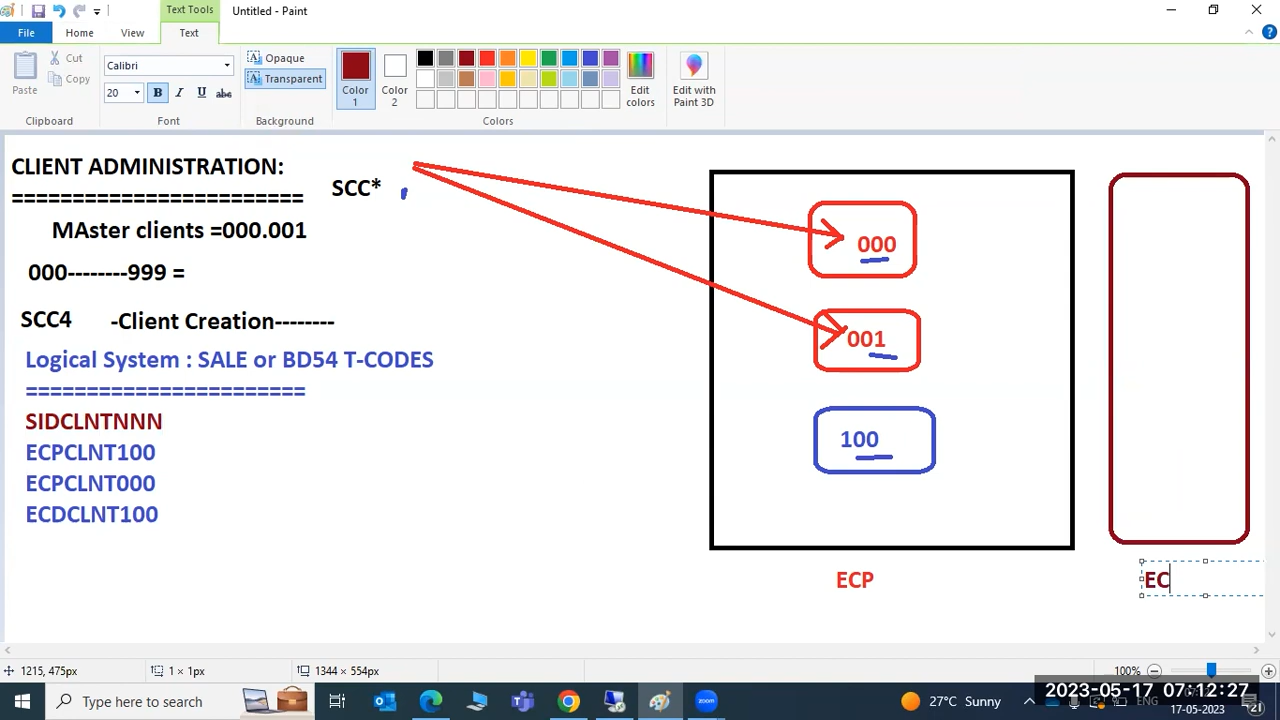 Text Tools
Untitled - Paint
File
Home
View
Text
Paste
Cut
Copy
Clipboard
Calibri
20
B I U abc
Font
Opaque
Transparent
Background
Color 1
Color 2
Colors
Edit colors
Edit with Paint 3D
CLIENT ADMINISTRATION:
========================
SCC*
MAster clients =000.001
000--------999 =
SCC4 -Client Creation--------
Logical System : SALE or BD54 T-CODES
=======================
SIDCLNTNNN
ECPCLNT100
ECPCLNT000
ECDCLNT100
000
001
100
ECP
EC
1215, 475px
1 × 1px
1344 × 554px
100%
Type here to search
zoom
27°C Sunny
ENG
2023-05-17 07:12:27
17-05-2023
21